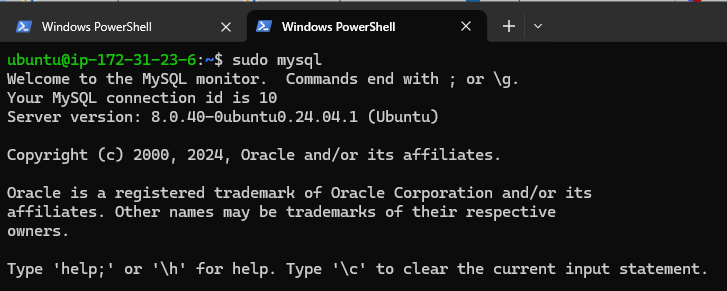 Windows PowerShell
Windows PowerShell
ubuntu@ip-172-31-23-6:~$ sudo mysql
Welcome to the MySQL monitor.  Commands end with ; or \g.
Your MySQL connection id is 10
Server version: 8.0.40-0ubuntu0.24.04.1 (Ubuntu)
Copyright (c) 2000, 2024, Oracle and/or its affiliates.
Oracle is a registered trademark of Oracle Corporation and/or its
affiliates. Other names may be trademarks of their respective
owners.
Type 'help;' or '\h' for help. Type '\c' to clear the current input statement.